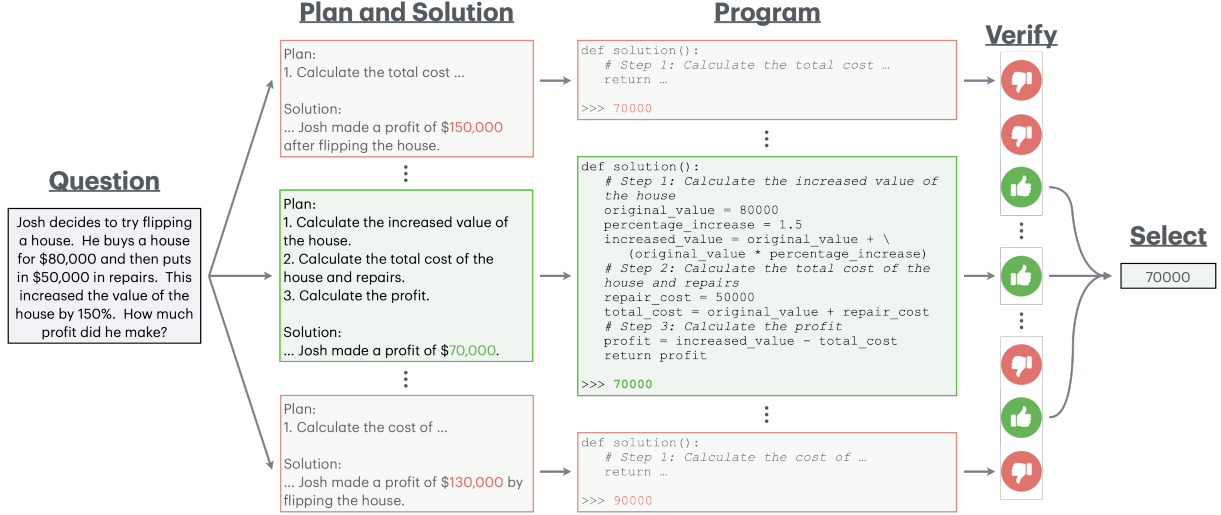 Plan and Solution
Program
Verify
Question
Select
Josh decides to try flipping
a house. He buys a house
for $80,000 and then puts
in $50,000 in repairs. This
increased the value of the
house by 150%. How much
profit did he make?
Plan:
1. Calculate the total cost ...
Solution:
... Josh made a profit of $150,000
after flipping the house.
Plan:
1. Calculate the increased value of
the house.
2. Calculate the total cost of the
house and repairs.
3. Calculate the profit.
Solution:
... Josh made a profit of $70,000.
Plan:
1. Calculate the cost of ...
Solution:
... Josh made a profit of $130,000 by
flipping the house.
def solution():
# Step 1: Calculate the total cost …
return …
>>> 70000
def solution():
# Step 1: Calculate the increased value of
the house
original_value = 80000
percentage_increase = 1.5
increased_value = original_value + \
(original_value * percentage_increase)
# Step 2: Calculate the total cost of the
house and repairs
repair_cost = 50000
total_cost = original_value + repair_cost
# Step 3: Calculate the profit
profit = increased_value - total_cost
return profit
>>> 70000
def solution():
# Step 1: Calculate the cost of …
return …
>>> 90000
70000